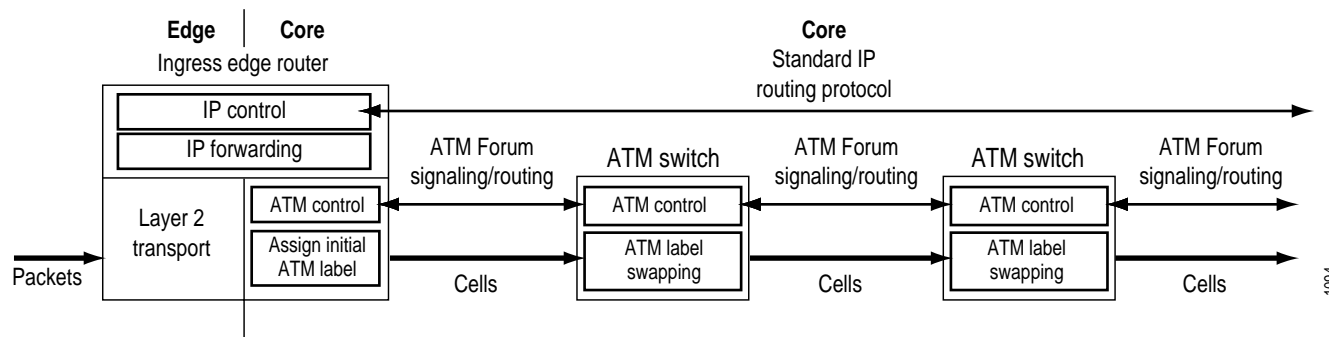 Edge
Core
Core
Ingress edge router
Standard IP
routing protocol
IP control
IP forwarding
ATM Forum
signaling/routing
ATM switch
ATM Forum
signaling/routing
ATM switch
ATM Forum
signaling/routing
Layer 2
transport
ATM control
ATM control
ATM control
Assign initial
ATM label
ATM label
swapping
ATM label
swapping
Packets
Cells
Cells
Cells